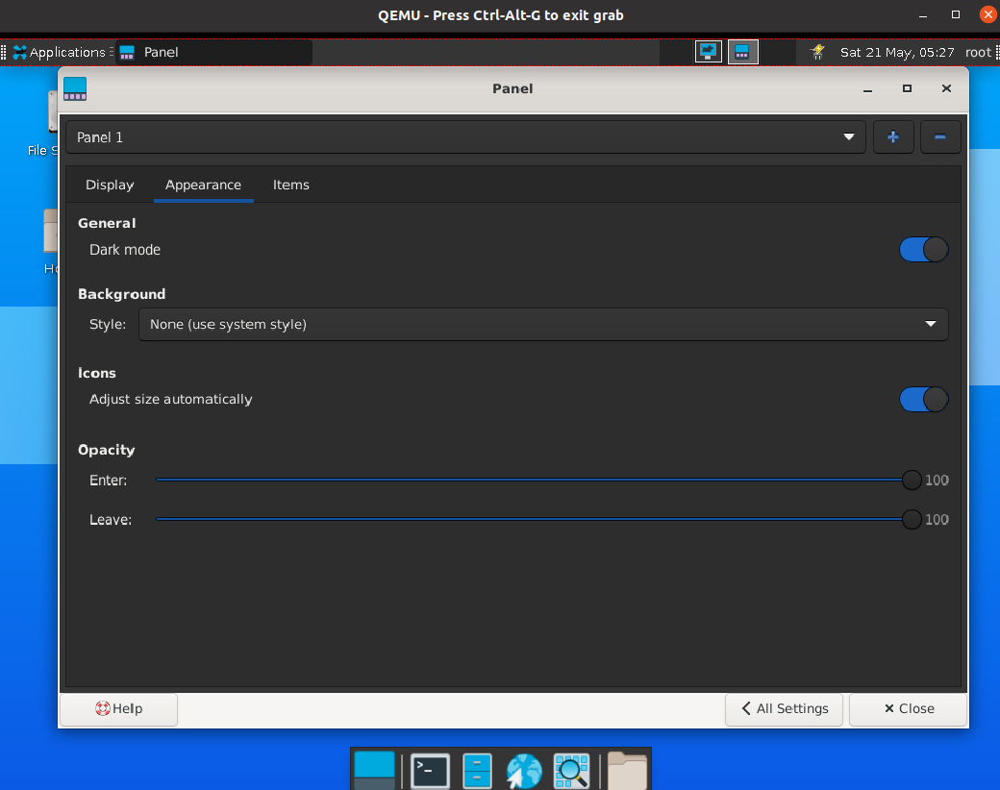 QEMU - Press Ctrl-Alt-G to exit grab
Applications Panel Sat 21 May, 05:27 root
Panel
File S
Panel 1
Display Appearance Items
General
Dark mode
Ho
Background
Style: None (use system style)
Icons
Adjust size automatically
Opacity
Enter: 100
Leave: 100
Help All Settings Close